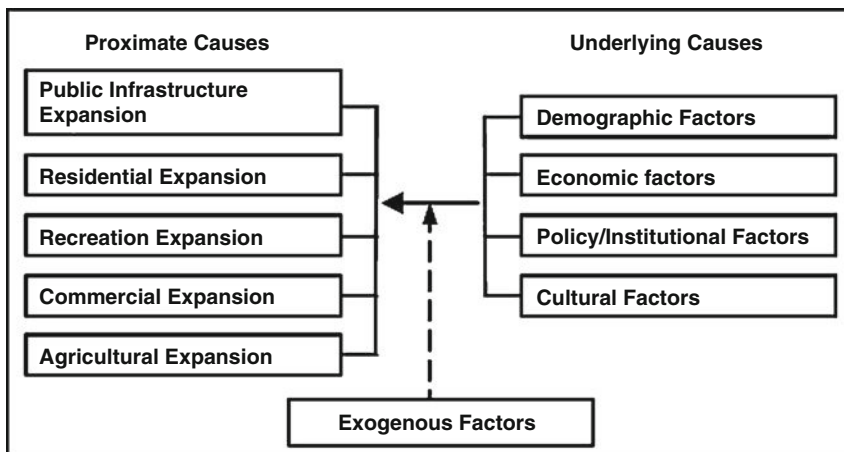 Proximate Causes
Public Infrastructure
Expansion
Residential Expansion
Recreation Expansion
Commercial Expansion
Agricultural Expansion
Underlying Causes
Demographic Factors
Economic factors
Policy/Institutional Factors
Cultural Factors
Exogenous Factors